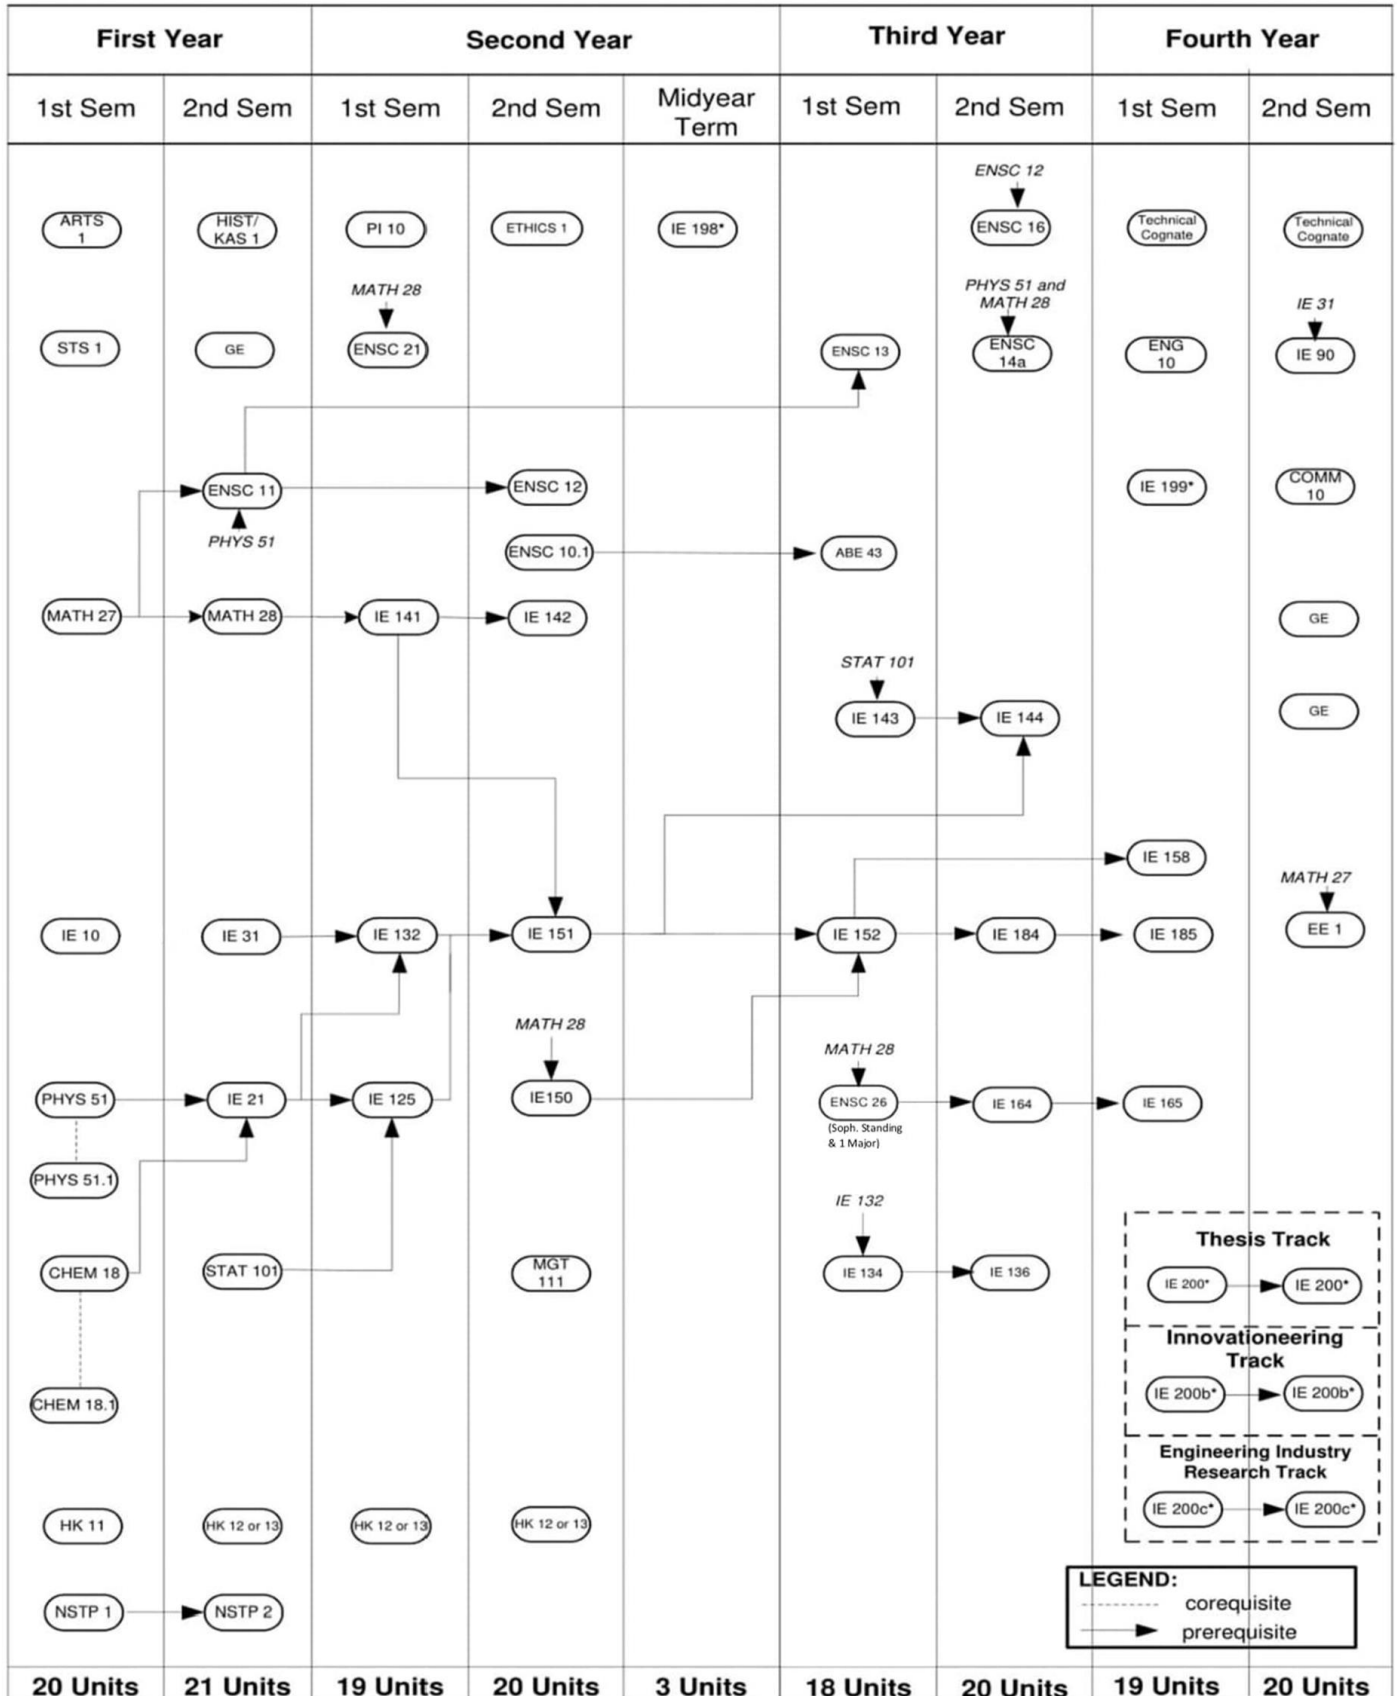 First Year
Second Year
Third Year
Fourth Year
1st Sem
2nd Sem
1st Sem
2nd Sem
Midyear
Term
1st Sem
2nd Sem
1st Sem
2nd Sem
ENSC 12
ARTS
1
HIST/
KAS 1
PI 10
ETHICS 1
IE 198*
ENSC 16
Technical
Cognate
Technical
Cognate
MATH 28
PHYS 51 and
MATH 28
IE 31
STS 1
GE
ENSC 21
ENSC 13
ENSC
14a
ENG
10
IE 90
ENSC 11
ENSC 12
IE 199*
COMM
10
PHYS 51
ENSC 10.1
ABE 43
MATH 27
MATH 28
IE 141
IE 142
GE
STAT 101
IE 143
IE 144
GE
IE 158
MATH 27
IE 10
IE 31
IE 132
IE 151
IE 152
IE 184
IE 185
EE 1
MATH 28
MATH 28
PHYS 51
IE 21
IE 125
IE150
ENSC 26
IE 164
IE 165
(Soph. Standing
& 1 Major)
PHYS 51.1
IE 132
CHEM 18
STAT 101
MGT
111
IE 134
IE 136
Thesis Track
IE 200*
IE 200*
Innovationeering
Track
IE 200b*
IE 200b*
CHEM 18.1
Engineering Industry
Research Track
IE 200c*
IE 200c*
HK 11
HK 12 or 13
HK 12 or 13
HK 12 or 13
NSTP 1
NSTP 2
LEGEND:
corequisite
prerequisite
20 Units
21 Units
19 Units
20 Units
3 Units
18 Units
20 Units
19 Units
20 Units